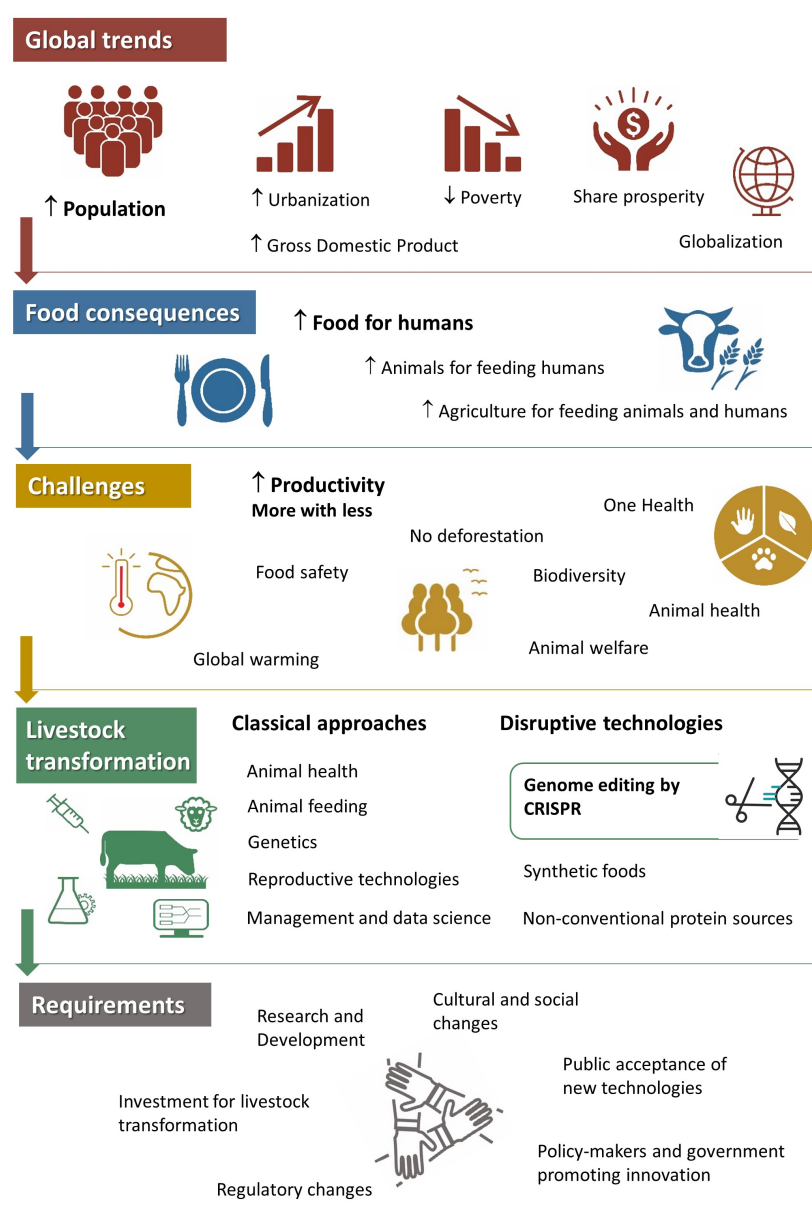 Global trends
↑ Population
↑ Urbanization
↓ Poverty
Share prosperity
↑ Gross Domestic Product
Globalization
Food consequences
↑ Food for humans
↑ Animals for feeding humans
↑ Agriculture for feeding animals and humans
Challenges
↑ Productivity
More with less
One Health
No deforestation
Food safety
Biodiversity
Animal health
Animal welfare
Global warming
Livestock
transformation
Classical approaches
Animal health
Animal feeding
Genetics
Reproductive technologies
Management and data science
Disruptive technologies
Genome editing by
CRISPR
Synthetic foods
Non-conventional protein sources
Requirements
Research and
Development
Cultural and social
changes
Public acceptance of
new technologies
Investment for livestock
transformation
Policy-makers and government
promoting innovation
Regulatory changes